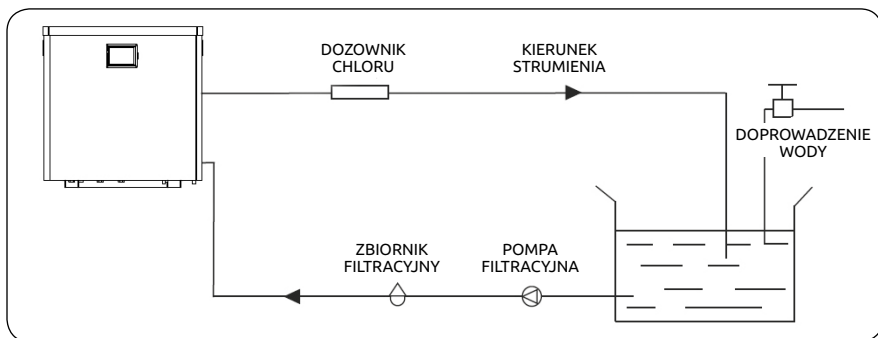 DOZOWNIK
CHLORU
KIERUNEK
STRUMIENIA
DOPROWADZENIE
WODY
ZBIORNIK
FILTRACYJNY
POMPA
FILTRACYJNA